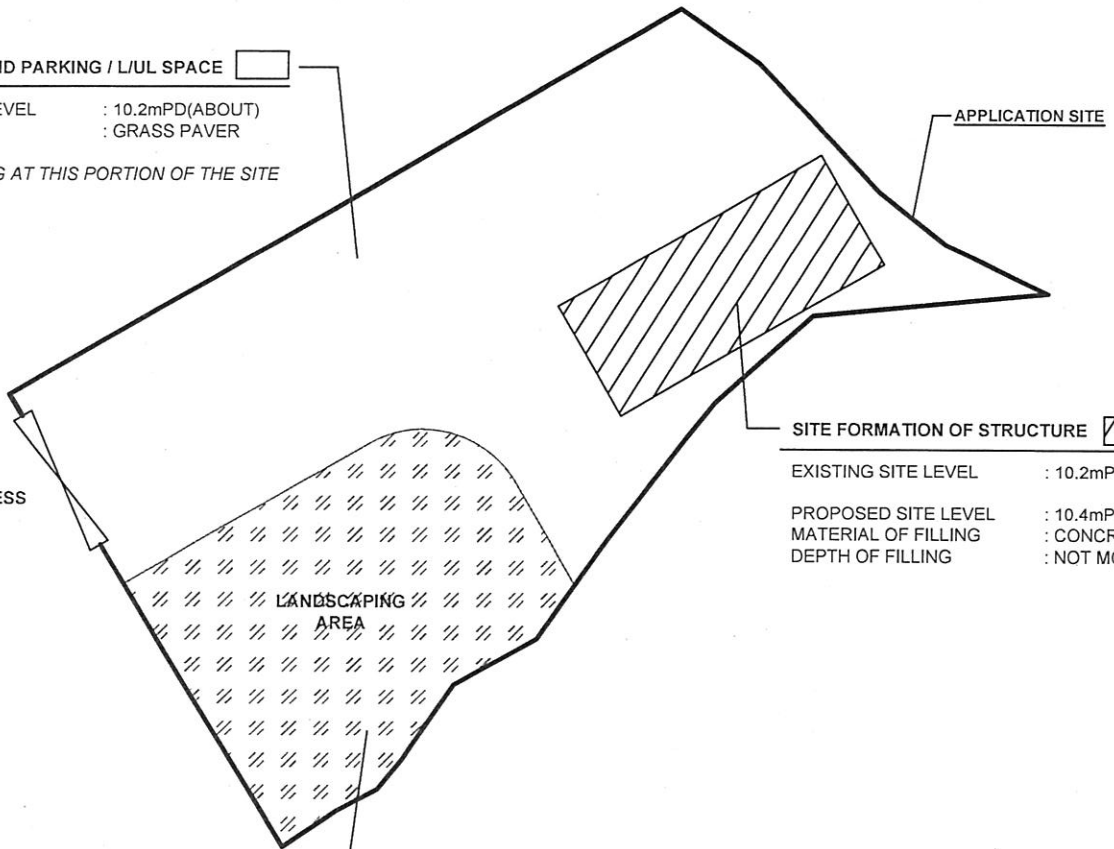 ND PARKING / L/UL SPACE
EVEL : 10.2mPD(ABOUT)
: GRASS PAVER
G AT THIS PORTION OF THE SITE
APPLICATION SITE
SITE FORMATION OF STRUCTURE
EXISTING SITE LEVEL : 10.2mP
PROPOSED SITE LEVEL : 10.4mP
MATERIAL OF FILLING : CONCR
DEPTH OF FILLING : NOT MO
ESS
LANDSCAPING
AREA